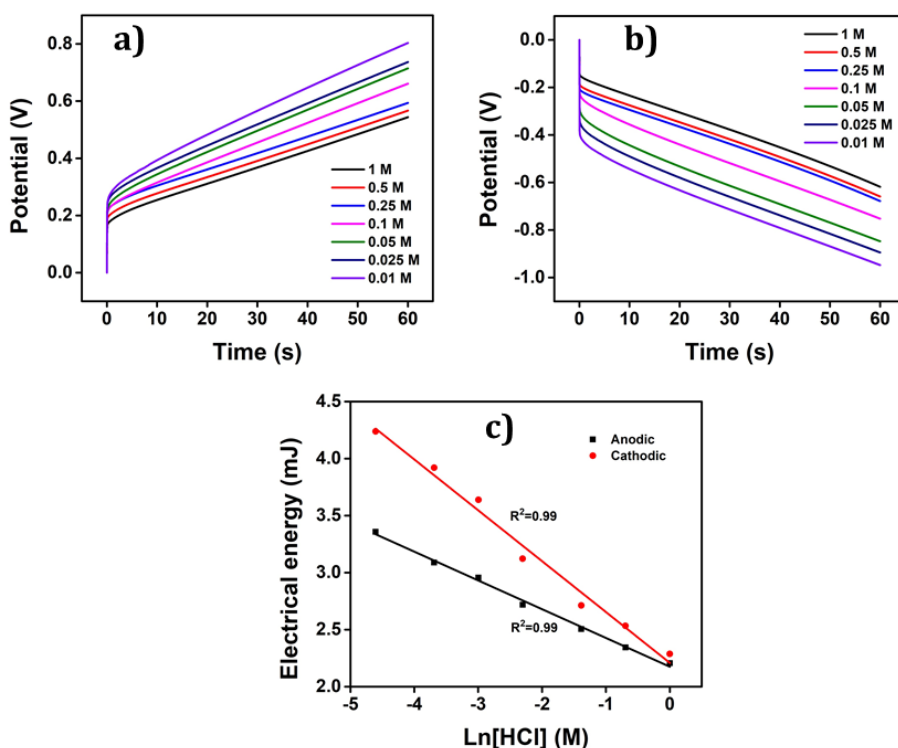 a)
0.8
0.6
0.4
0.2
0.0
Potential (V)
1 M
0.5 M
0.25 M
0.1 M
0.05 M
0.025 M
0.01 M
0 10 20 30 40 50 60
Time (s)
b)
0.0
-0.2
-0.4
-0.6
-0.8
-1.0
Potential (V)
1 M
0.5 M
0.25 M
0.1 M
0.05 M
0.025 M
0.01 M
0 10 20 30 40 50 60
Time (s)
c)
4.5
4.0
3.5
3.0
2.5
2.0
Electrical energy (mJ)
Anodic
Cathodic
R²=0.99
R²=0.99
-5 -4 -3 -2 -1 0
Ln[HCl] (M)